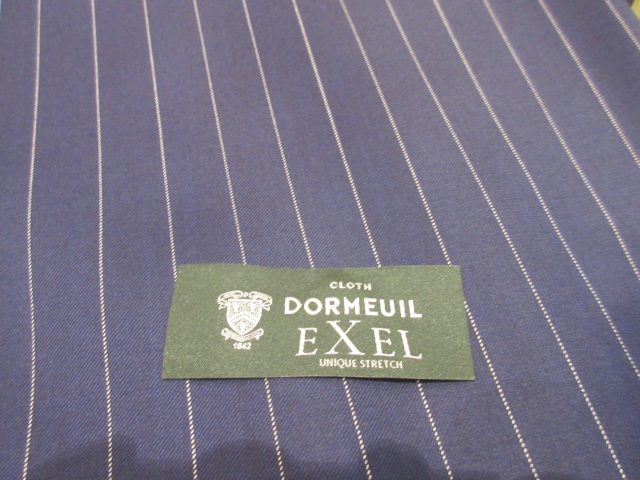 CLOTH
DORMEUIL
EXEL
UNIQUE STRETCH
1842